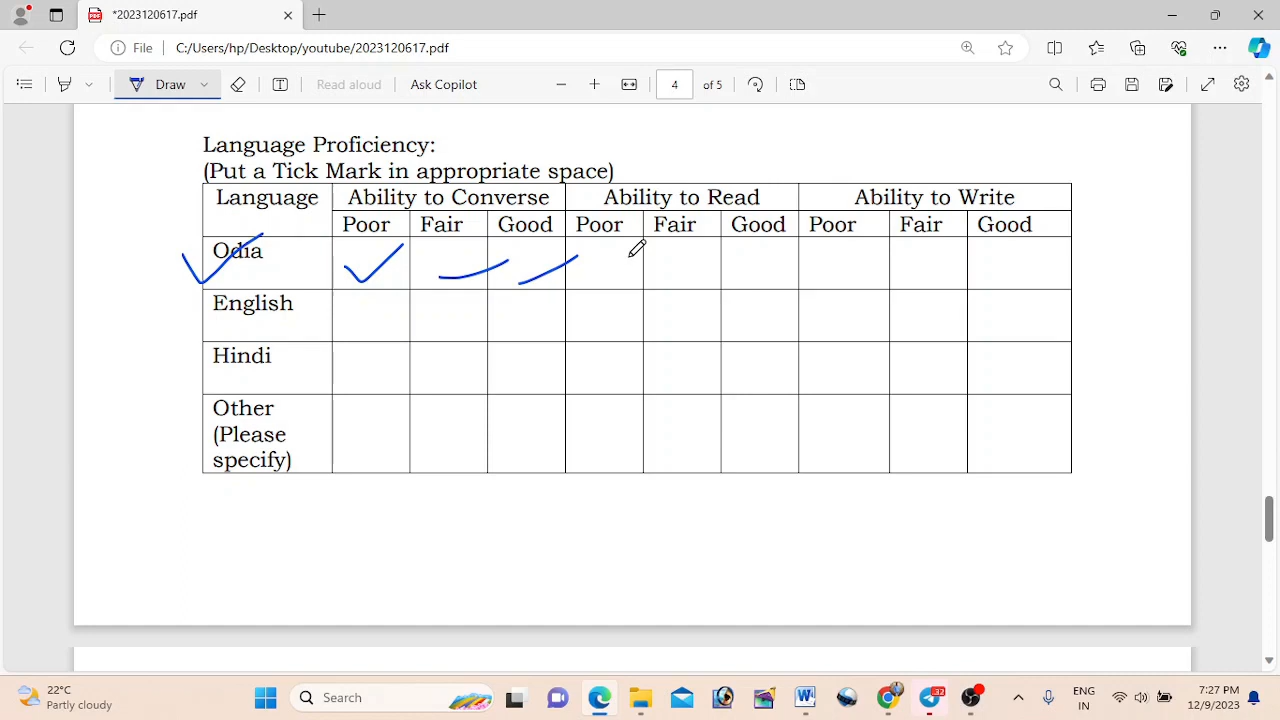 *2023120617.pdf
File C:/Users/hp/Desktop/youtube/2023120617.pdf
Draw Read aloud Ask Copilot 4 of 5
Language Proficiency:
(Put a Tick Mark in appropriate space)
Language Ability to Converse Ability to Read Ability to Write
Poor Fair Good Poor Fair Good Poor Fair Good
Odia
English
Hindi
Other
(Please
specify)
22°C
Partly cloudy
Search
32
ENG
IN
7:27 PM
12/9/2023